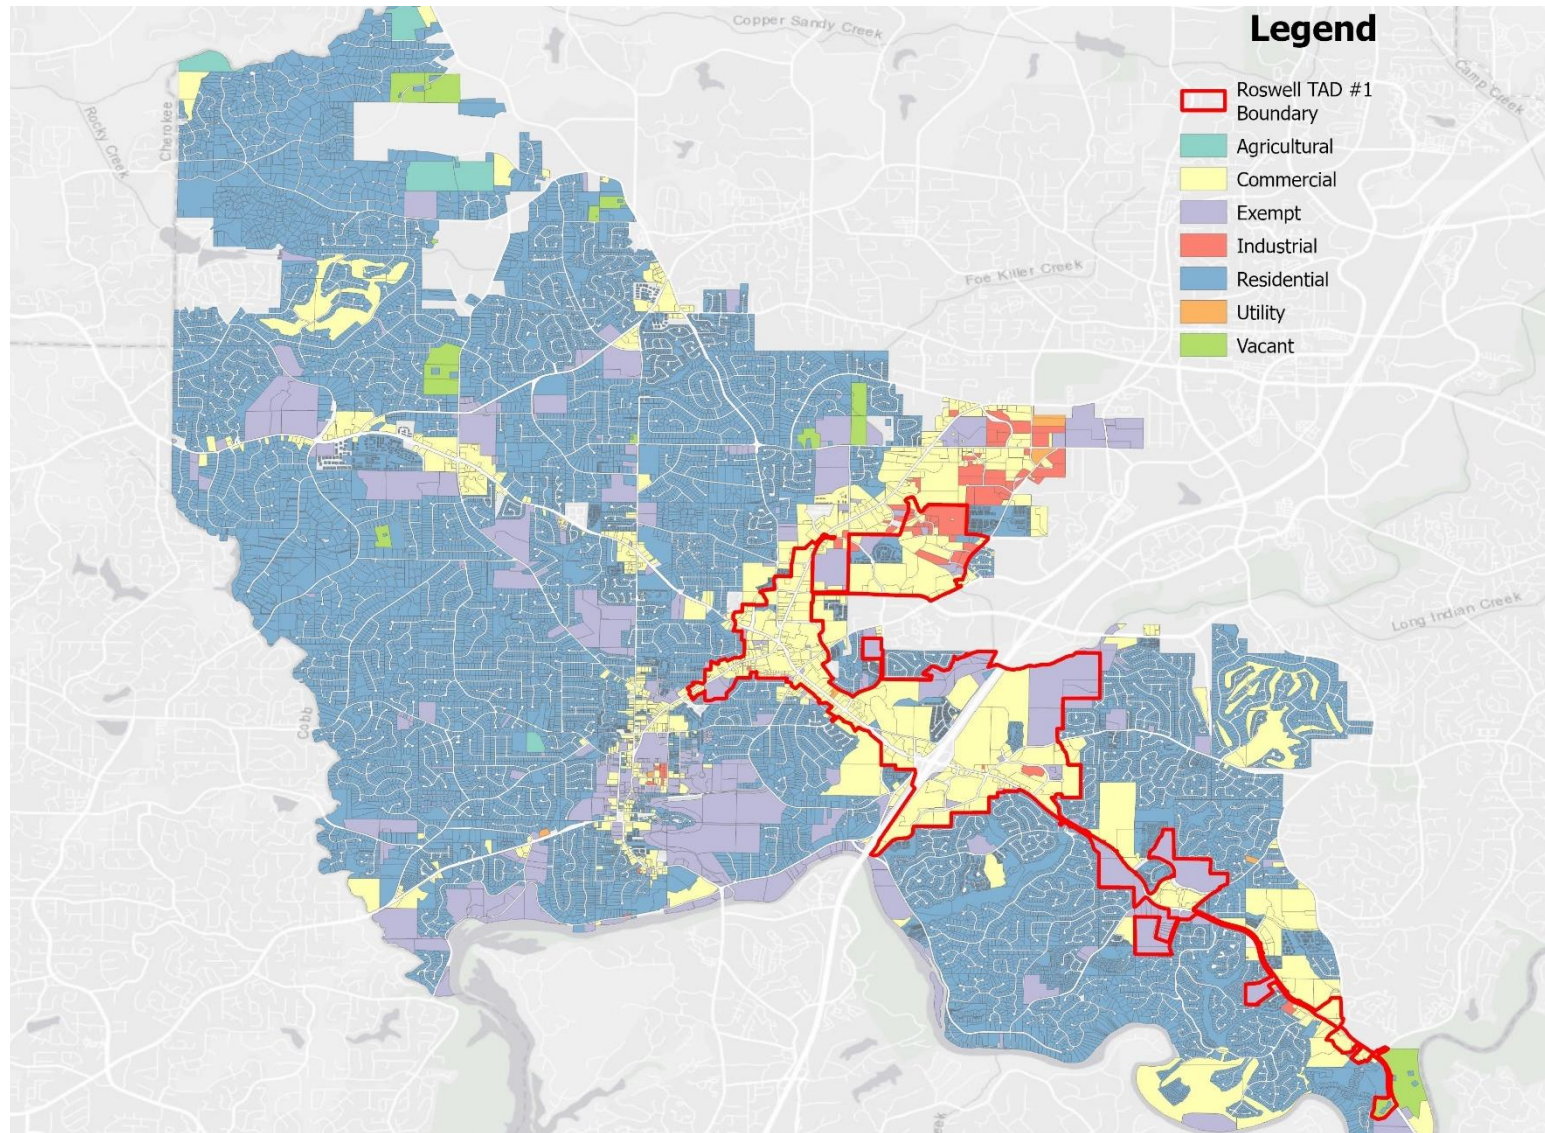 Copper Sandy Creek
Legend
Camp Creek
Roswell TAD #1
Boundary
Agricultural
Commercial
Exempt
Industrial
Residential
Utility
Vacant
Rocky Creek
Cherokee
Foe Killer Creek
Long Indian Creek
Cobb